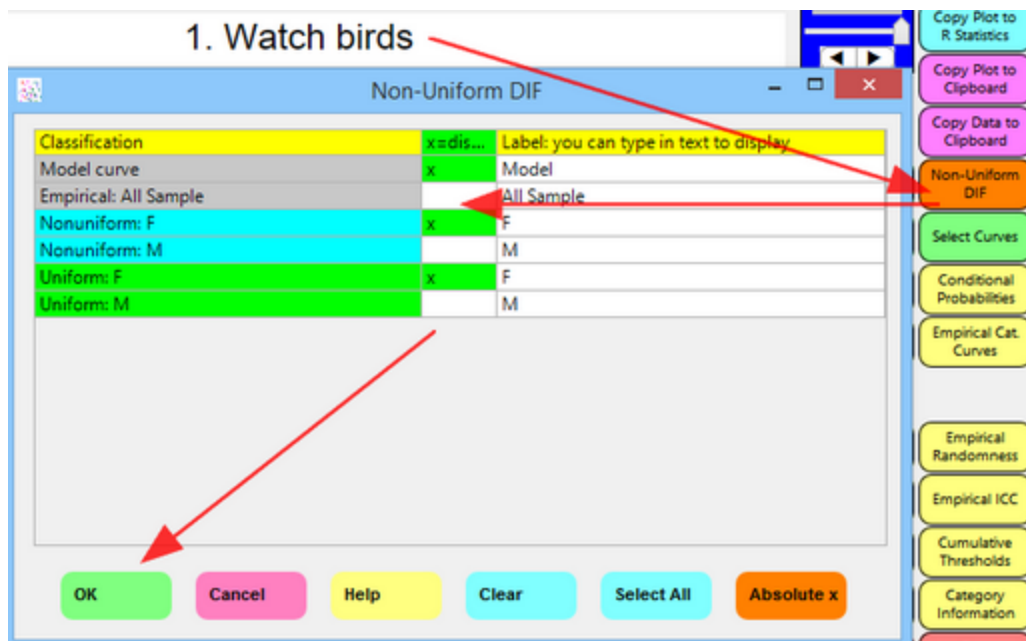 1. Watch birds
Copy Plot to
R Statistics
Copy Plot to
Clipboard
Copy Data to
Clipboard
Non-Uniform
DIF
Select Curves
Conditional
Probabilities
Empirical Cat.
Curves
Empirical
Randomness
Empirical ICC
Cumulative
Thresholds
Category
Information
Non-Uniform DIF
Classification x=dis... Label: you can type in text to display
Model curve x Model
Empirical: All Sample All Sample
Nonuniform: F x F
Nonuniform: M M
Uniform: F x F
Uniform: M M
OK Cancel Help Clear Select All Absolute x